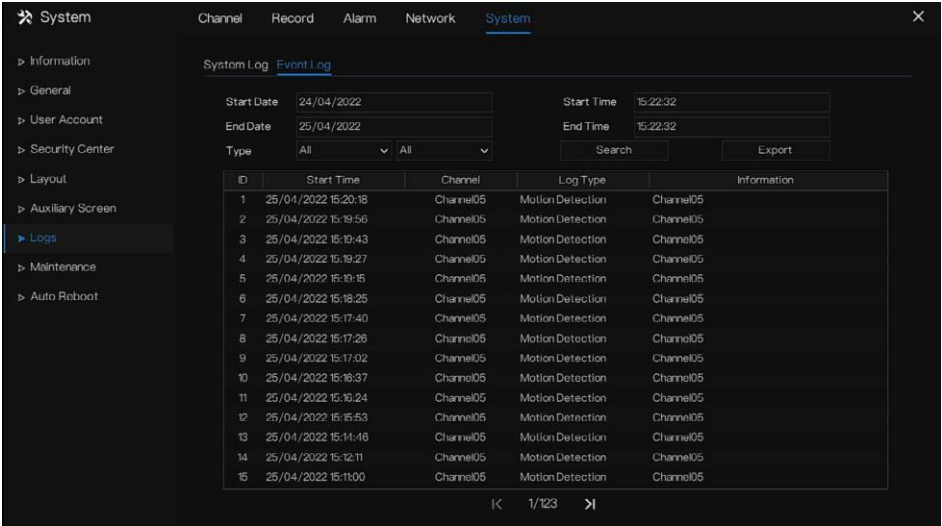 System Channel Record Alarm Network System
Information
General
User Account
Security Center
Layout
Auxiliary Screen
Logs
Maintenance
Auto Reboot
System Log Event Log
Start Date 24/04/2022 Start Time 15:22:32
End Date 25/04/2022 End Time 15:22:32
Type All All Search Export
ID Start Time Channel Log Type Information
1 25/04/2022 15:20:18 Channel05 Motion Detection Channel05
2 25/04/2022 15:19:56 Channel05 Motion Detection Channel05
3 25/04/2022 15:19:43 Channel05 Motion Detection Channel05
4 25/04/2022 15:19:27 Channel05 Motion Detection Channel05
5 25/04/2022 15:19:15 Channel05 Motion Detection Channel05
6 25/04/2022 15:18:25 Channel05 Motion Detection Channel05
7 25/04/2022 15:17:40 Channel05 Motion Detection Channel05
8 25/04/2022 15:17:26 Channel05 Motion Detection Channel05
9 25/04/2022 15:17:02 Channel05 Motion Detection Channel05
10 25/04/2022 15:16:37 Channel05 Motion Detection Channel05
11 25/04/2022 15:16:24 Channel05 Motion Detection Channel05
12 25/04/2022 15:15:53 Channel05 Motion Detection Channel05
13 25/04/2022 15:14:46 Channel05 Motion Detection Channel05
14 25/04/2022 15:12:11 Channel05 Motion Detection Channel05
15 25/04/2022 15:11:00 Channel05 Motion Detection Channel05
1/123